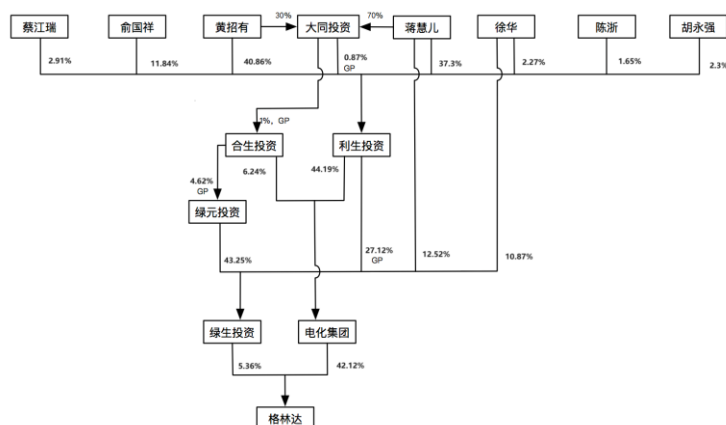 蔡江瑞
俞国祥
黄招有
30%
大同投资
70%
蒋慧儿
徐华
陈浙
胡永强
2.91%
11.84%
40.86%
0.87%
GP
37.3%
2.27%
1.65%
2.3%
1%，GP
合生投资
利生投资
4.62%
GP
6.24%
44.19%
绿元投资
43.25%
27.12%
GP
12.52%
10.87%
绿生投资
电化集团
5.36%
42.12%
格林达